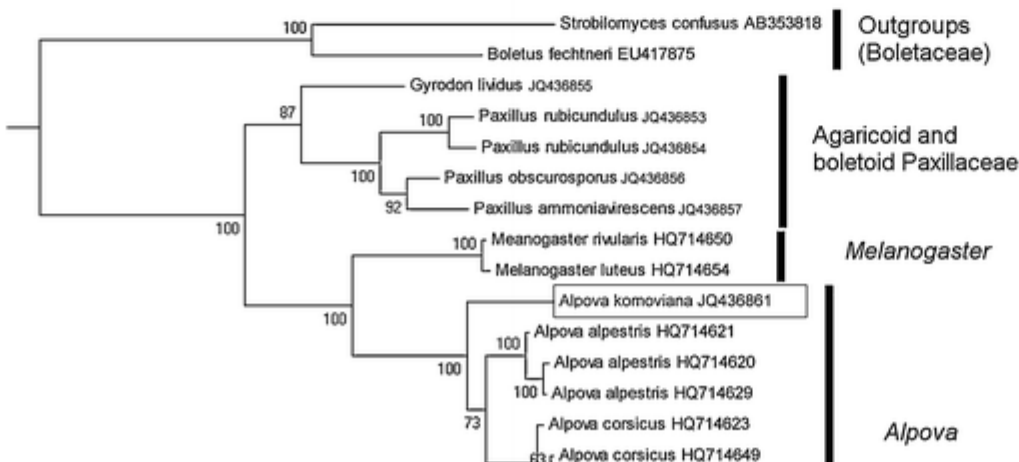 100
Strobilomyces confusus AB353818
Boletus fechtneri EU417875
Outgroups
(Boletaceae)
Gyrodon lividus JQ436855
87
100
Paxillus rubicundulus JQ436853
Paxillus rubicundulus JQ436854
100
Paxillus obscurosporus JQ436856
92
Paxillus ammoniavirescens JQ436857
Agaricoid and
boletoid Paxillaceae
100
100
Meanogaster rivularis HQ714650
Melanogaster luteus HQ714654
Melanogaster
100
Alpova komoviana JQ436861
100
Alpova alpestris HQ714621
Alpova alpestris HQ714620
100
Alpova alpestris HQ714629
100
73
Alpova corsicus HQ714623
63
Alpova corsicus HQ714649
Alpova